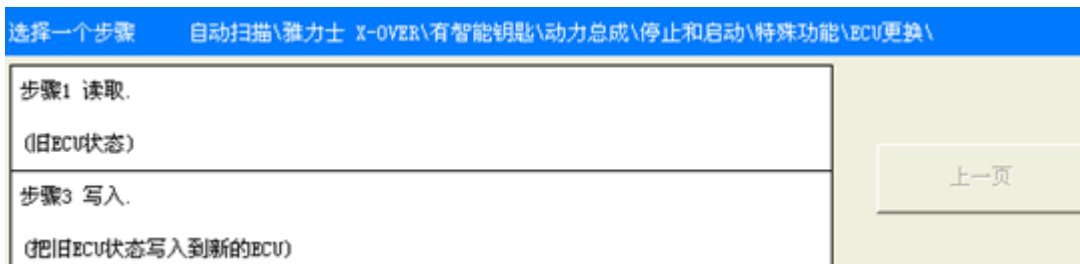 选择一个步骤 自动扫描\雅力士 X-OVER\有智能钥匙\动力总成\停止和启动\特殊功能\ECU更换\
步骤1 读取.
(旧ECU状态)
上一页
步骤3 写入.
(把旧ECU状态写入到新的ECU)